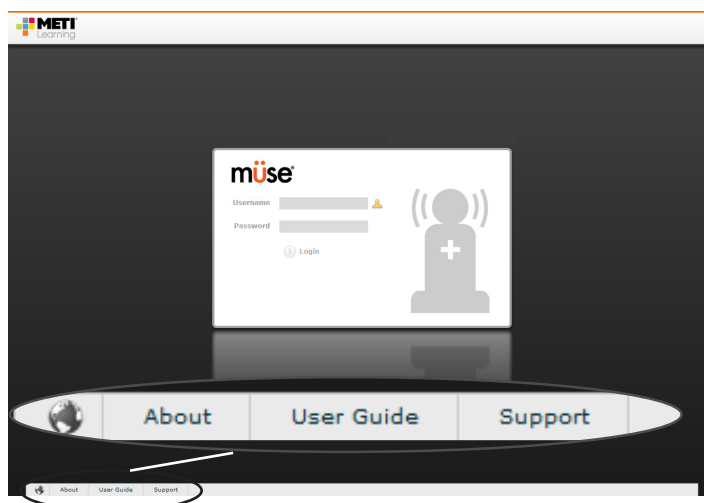 METI
Learning
müse®
Username
Password
Login
About User Guide Support
About User Guide Support